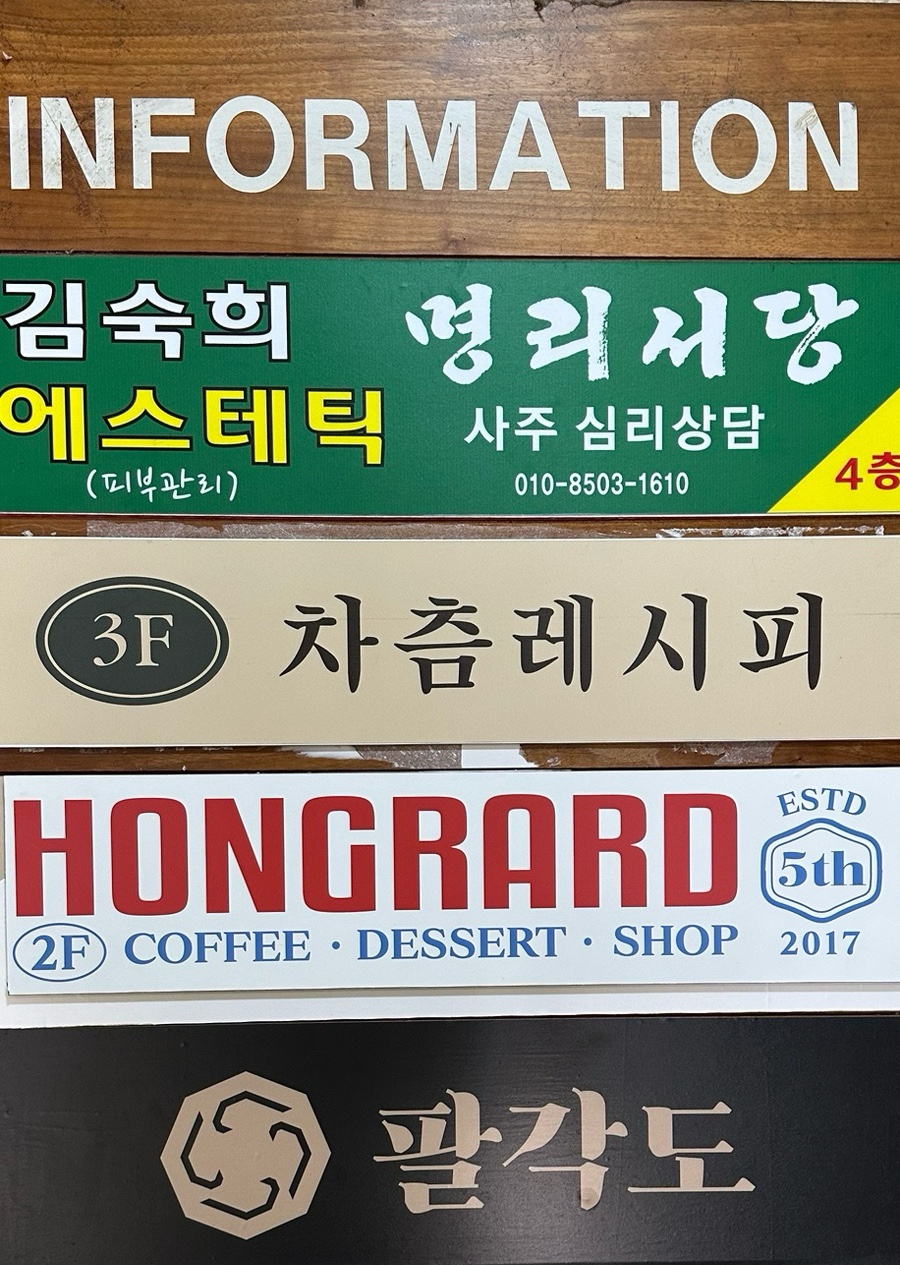 INFORMATION
김숙희
에스테틱
(피부관리)
명리서당
사주 심리상담
010-8503-1610
4층
3F 차츰레시피
HONGRARD
2F COFFEE · DESSERT · SHOP
ESTD
5th
2017
팔각도